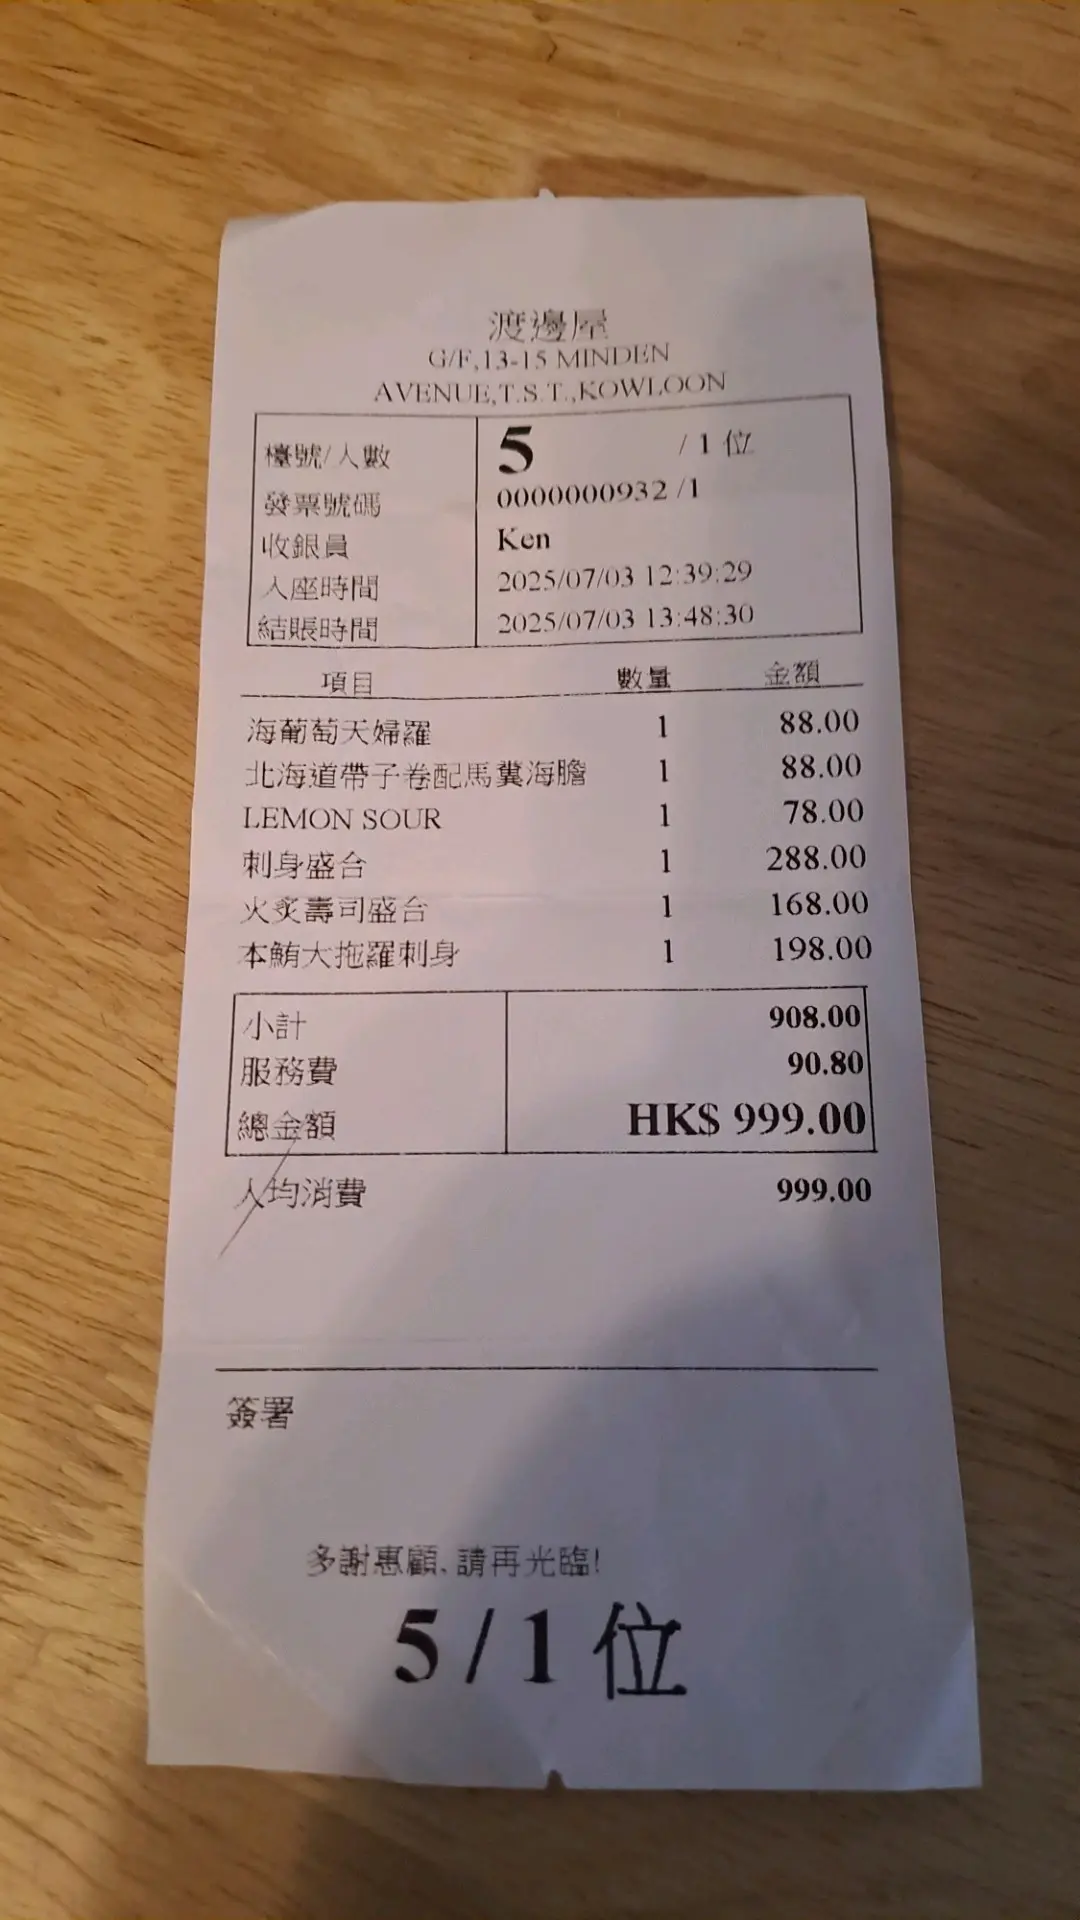 渡邊屋
G/F,13-15 MINDEN
AVENUE,T.S.T.,KOWLOON
檯號/人數 5 / 1 位
發票號碼 0000000932 /1
收銀員 Ken
入座時間 2025/07/03 12:39:29
結賬時間 2025/07/03 13:48:30
項目 數量 金額
海葡萄天婦羅 1 88.00
北海道帶子卷配馬糞海膽 1 88.00
LEMON SOUR 1 78.00
刺身盛合 1 288.00
火炙壽司盛合 1 168.00
本鮪大拖羅刺身 1 198.00
小計 908.00
服務費 90.80
總金額 HK$ 999.00
人均消費 999.00
簽署
多謝惠顧、請再光臨!
5 / 1 位